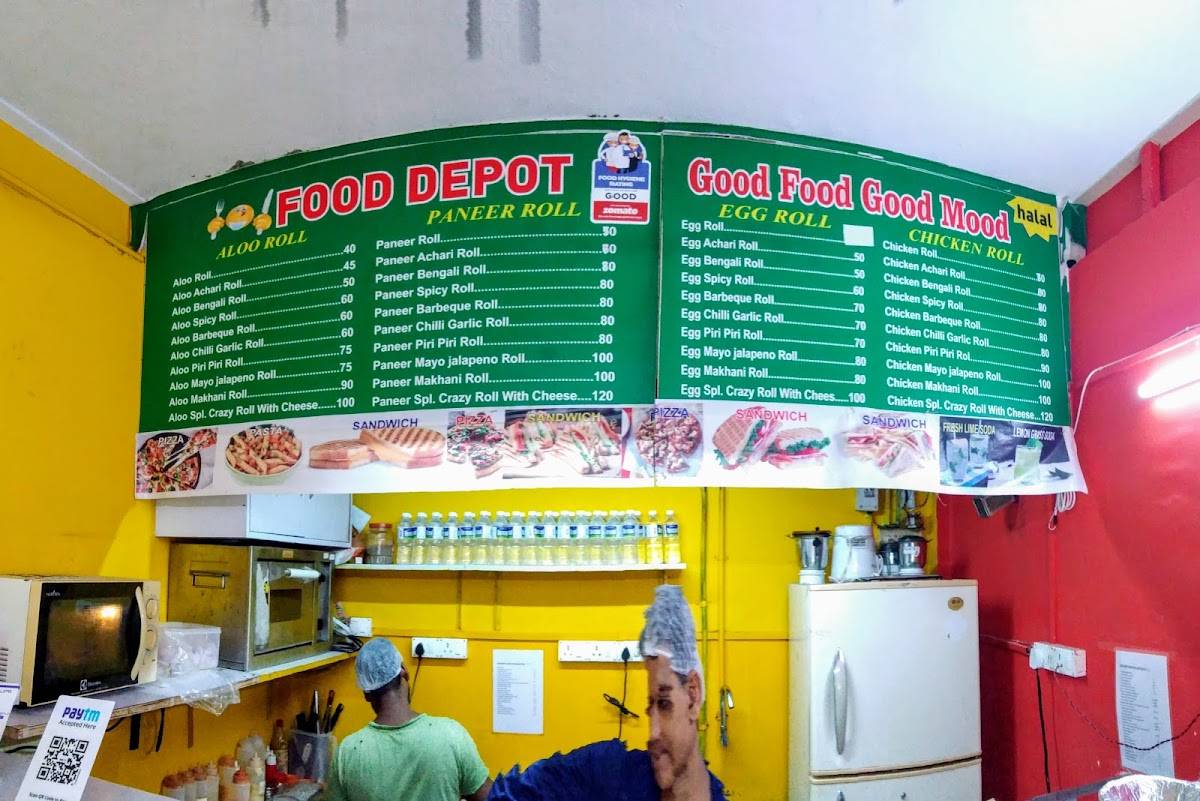 FOOD DEPOT
FOOD HYGIENE
RATING
GOOD
zomato
ALOO ROLL
Aloo Roll 40
Aloo Achari Roll 45
Aloo Bengali Roll 50
Aloo Spicy Roll 60
Aloo Barbeque Roll 60
Aloo Chilli Garlic Roll 60
Aloo Piri Piri Roll 75
Aloo Mayo jalapeno Roll 75
Aloo Makhani Roll 90
Aloo Spl. Crazy Roll With Cheese 100
PANEER ROLL
Paneer Roll
Paneer Achari Roll
Paneer Bengali Roll
Paneer Spicy Roll 80
Paneer Barbeque Roll 80
Paneer Chilli Garlic Roll 80
Paneer Piri Piri Roll 80
Paneer Mayo jalapeno Roll 100
Paneer Makhani Roll 100
Paneer Spl. Crazy Roll With Cheese 120
Good Food Good Mood
halal
EGG ROLL
Egg Roll
Egg Achari Roll 50
Egg Bengali Roll 50
Egg Spicy Roll 60
Egg Barbeque Roll 70
Egg Chilli Garlic Roll 70
Egg Piri Piri Roll 70
Egg Mayo jalapeno Roll 80
Egg Makhani Roll 80
Egg Spl. Crazy Roll With Cheese 100
CHICKEN ROLL
Chicken Roll
Chicken Achari Roll 80
Chicken Bengali Roll 80
Chicken Spicy Roll 80
Chicken Barbeque Roll 80
Chicken Chilli Garlic Roll 80
Chicken Piri Piri Roll 90
Chicken Mayo jalapeno Roll 100
Chicken Makhani Roll 100
Chicken Spl. Crazy Roll With Cheese 120
PIZZA
PASTA
SANDWICH
PIZZA
SANDWICH
PIZZA
SANDWICH
SANDWICH
FRESH LIME SODA
LEMON GRASS SODA
paytm
Accepted Here